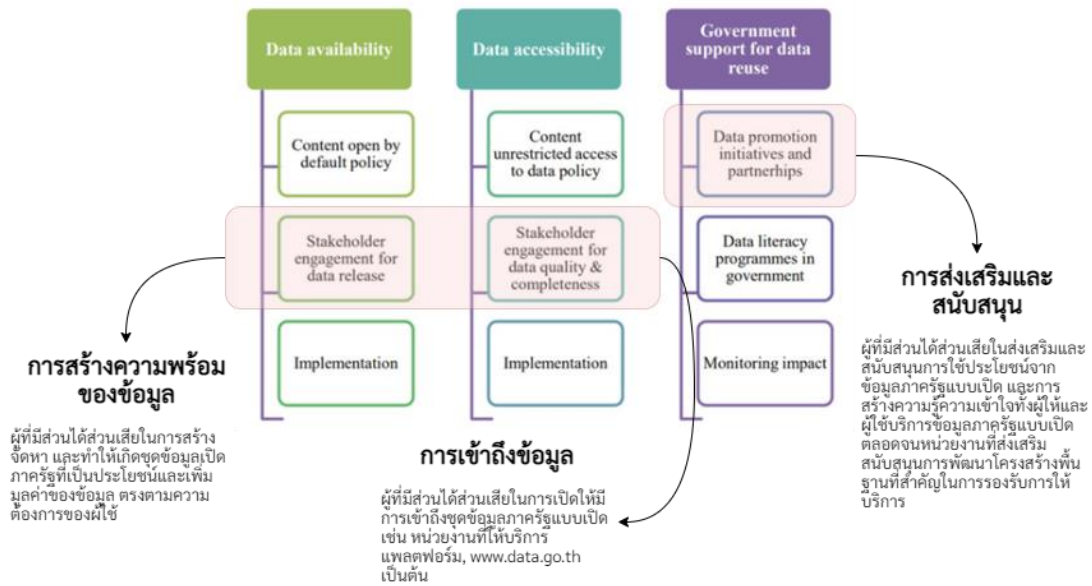 Data availability
Data accessibility
Government
support for data
reuse
Content open by
default policy
Content
unrestricted access
to data policy
Data promotion
initiatives and
partnerhips
Stakeholder
engagement for
data release
Stakeholder
engagement for
data quality &
completeness
Data literacy
programmes in
government
Implementation
Implementation
Monitoring impact
การสร้างความพร้อม
ของข้อมูล
ผู้ที่มีส่วนได้ส่วนเสียในการสร้าง
จัดหา และทำให้เกิดชุดข้อมูลเปิด
ภาครัฐที่เป็นประโยชน์และเพิ่ม
มูลค่าของข้อมูล ตรงตามความ
ต้องการของผู้ใช้
การเข้าถึงข้อมูล
ผู้ที่มีส่วนได้ส่วนเสียในการเปิดให้มี
การเข้าถึงชุดข้อมูลภาครัฐแบบเปิด
เช่น หน่วยงานที่ให้บริการ
แพลตฟอร์ม, www.data.go.th
เป็นต้น
การส่งเสริมและ
สนับสนุน
ผู้ที่มีส่วนได้ส่วนเสียในส่งเสริมและ
สนับสนุนการใช้ประโยชน์จาก
ข้อมูลภาครัฐแบบเปิด และการ
สร้างความรู้ความเข้าใจทั้งผู้ให้และ
ผู้ใช้บริการข้อมูลภาครัฐแบบเปิด
ตลอดจนหน่วยงานที่ส่งเสริม
สนับสนุนการพัฒนาโครงสร้างพื้น
ฐานที่สำคัญในการรองรับการให้
บริการ